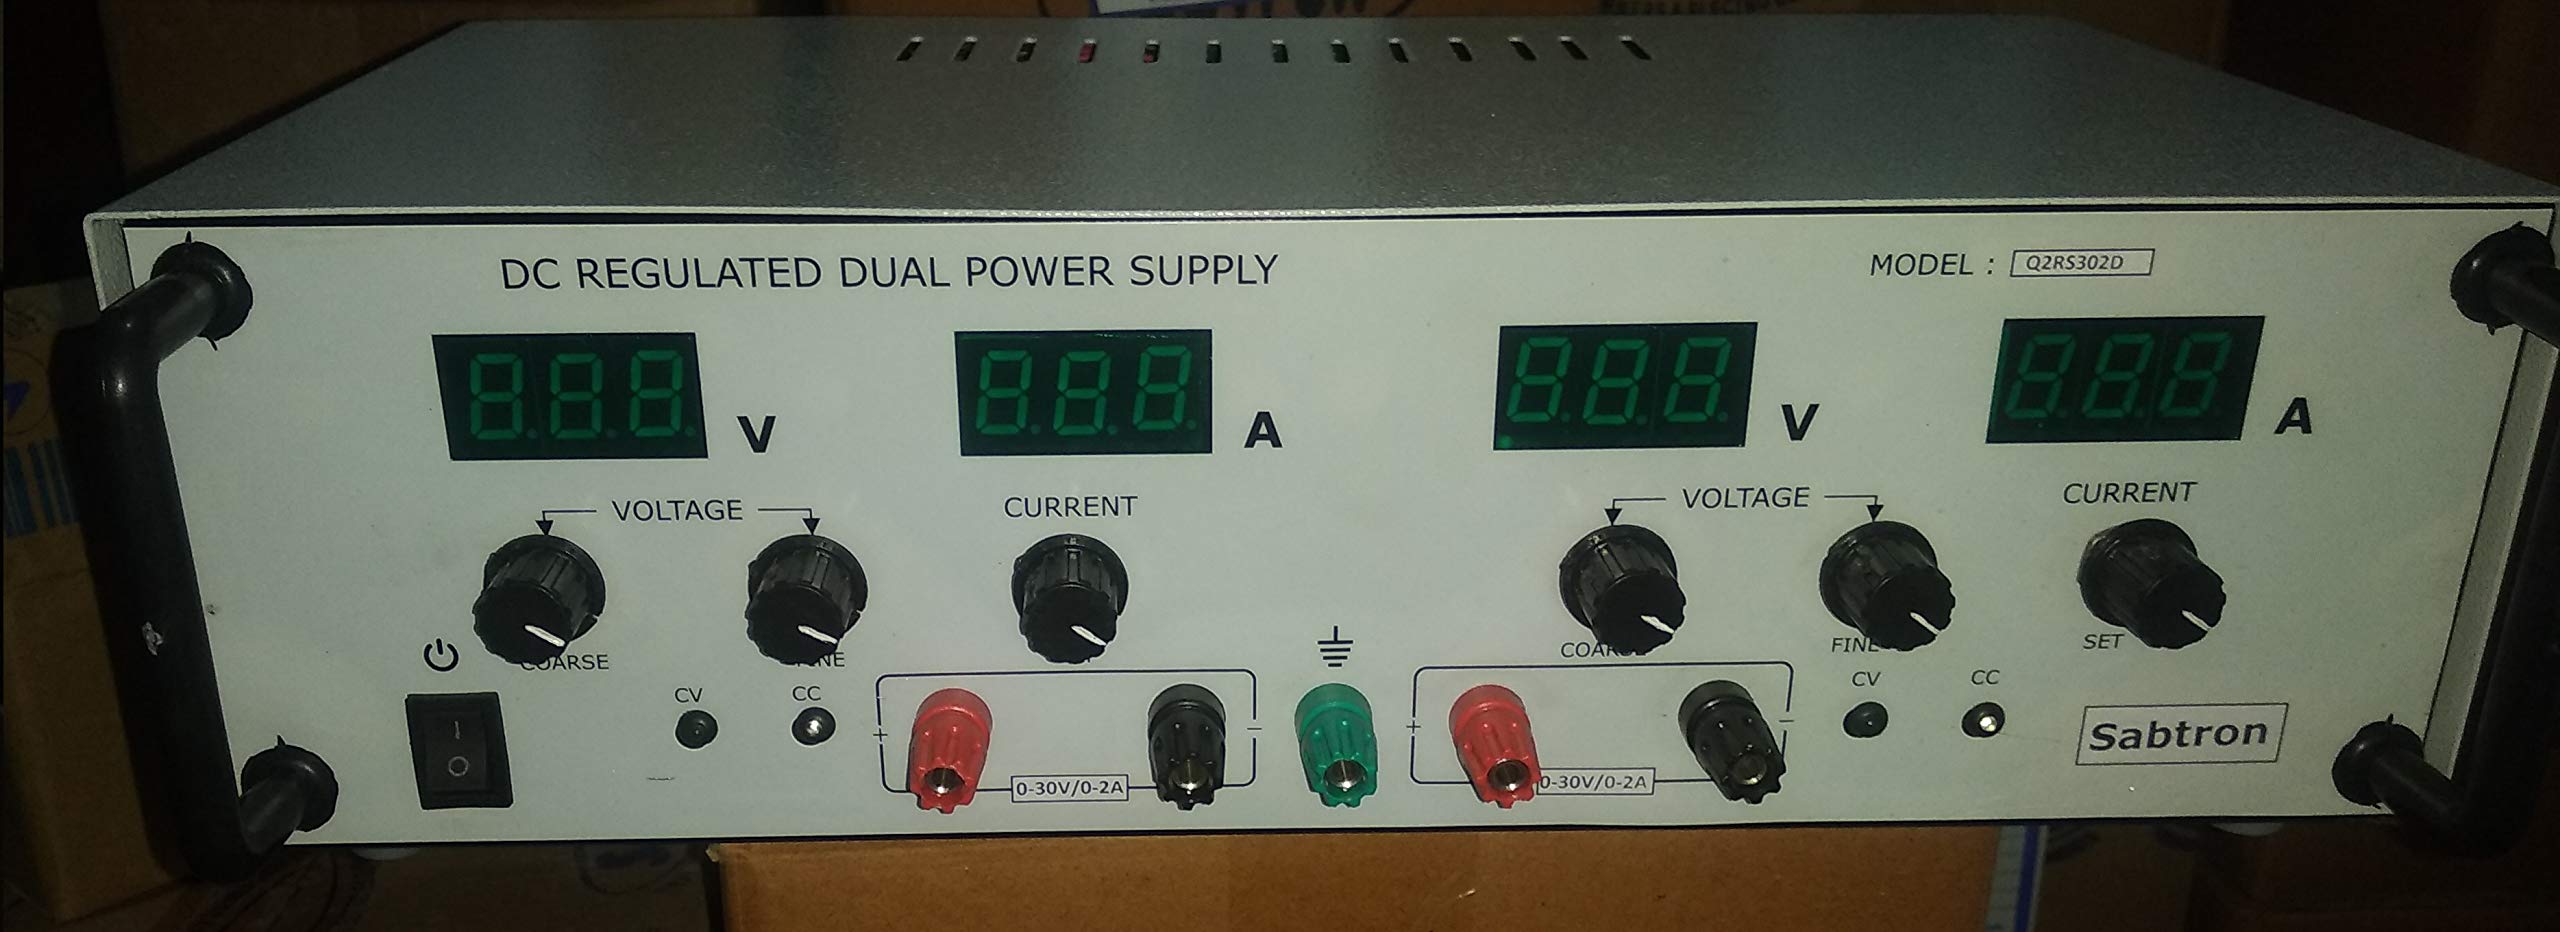 DC REGULATED DUAL POWER SUPPLY
MODEL : Q2RS302D
V
A
V
A
VOLTAGE
CURRENT
VOLTAGE
CURRENT
COARSE
FINE
SET
CV
CC
CV
CC
+
-
+
-
0-30V/0-2A
0-30V/0-2A
Sabtron